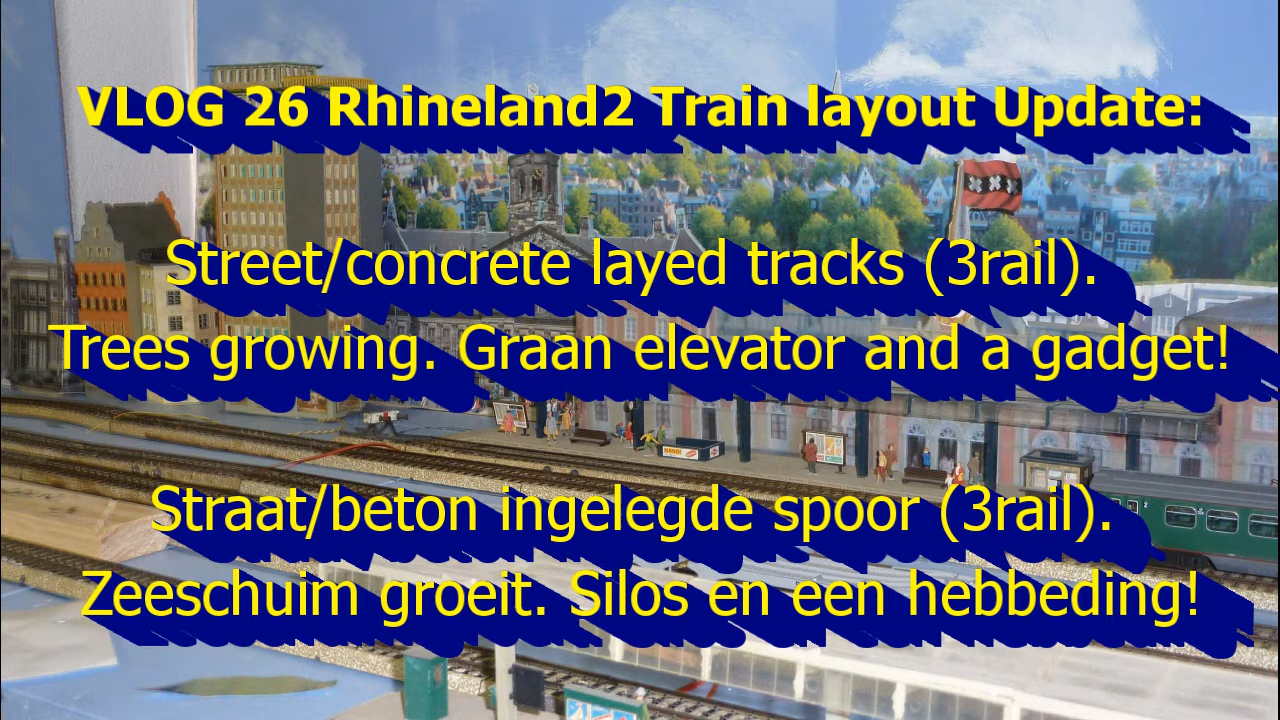 VLOG 26 Rhineland2 Train layout Update:
Street/concrete layed tracks (3rail).
Trees growing. Graan elevator and a gadget!
Straat/beton ingelegde spoor (3rail).
Zeeschuim groeit. Silos en een hebbeding!